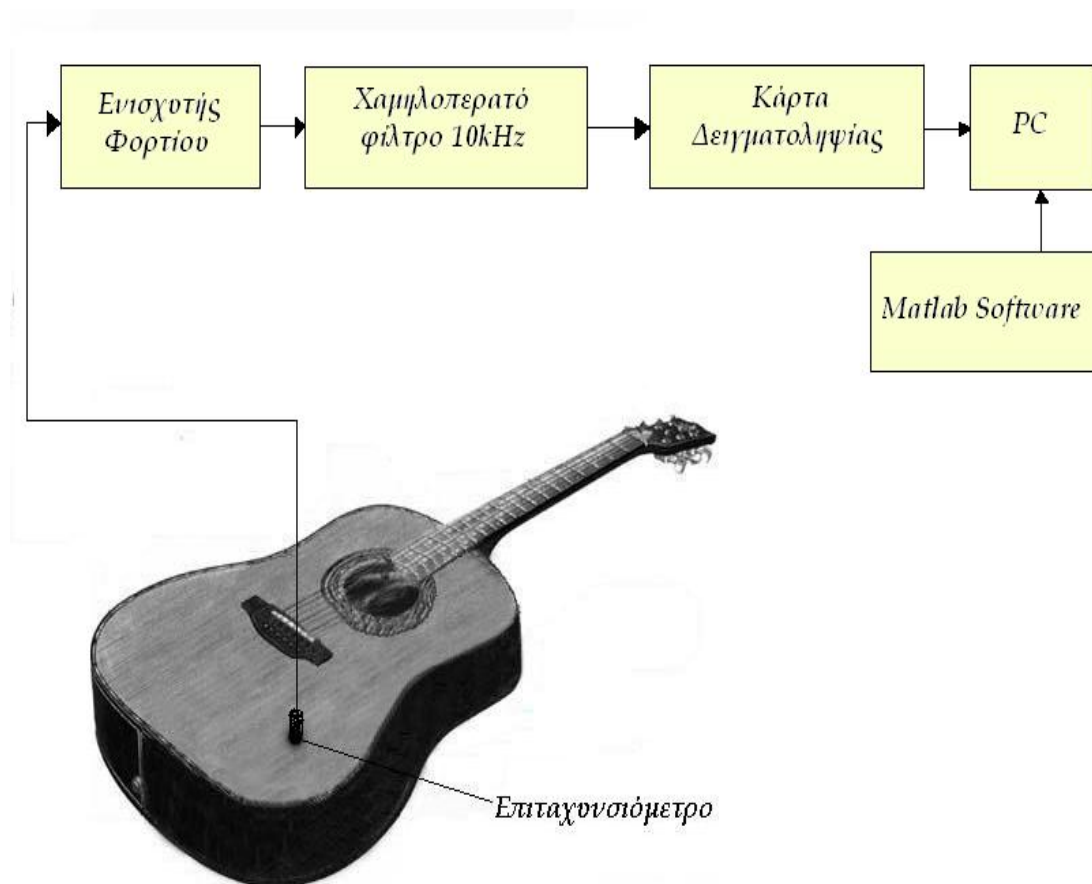 Ενισχυτής
Φορτίου
Χαμηλοπερατό
φίλτρο 10kHz
Κάρτα
Δειγματοληψίας
PC
Matlab Software
Επιταχυνσιόμετρο